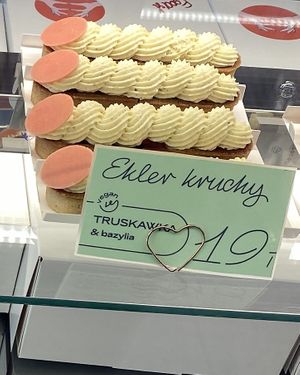 Ekler kruchy
vegan
TRUSKAWKA
& bazylia
19,-